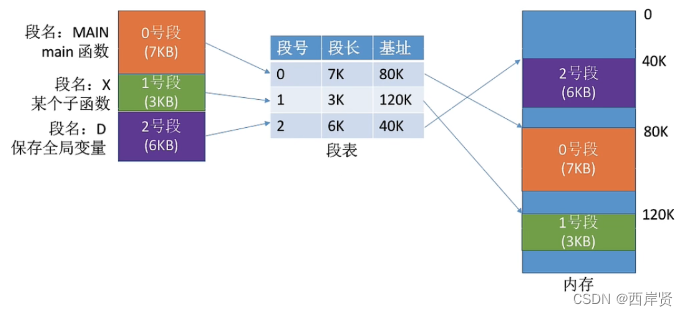 段名：MAIN
main 函数
段名：X
某个子函数
段名：D
保存全局变量
0号段
(7KB)
1号段
(3KB)
2号段
(6KB)
段号 段长 基址
0 7K 80K
1 3K 120K
2 6K 40K
段表
0
40K
80K
120K
2号段
(6KB)
0号段
(7KB)
1号段
(3KB)
内存
CSDN @西岸贤